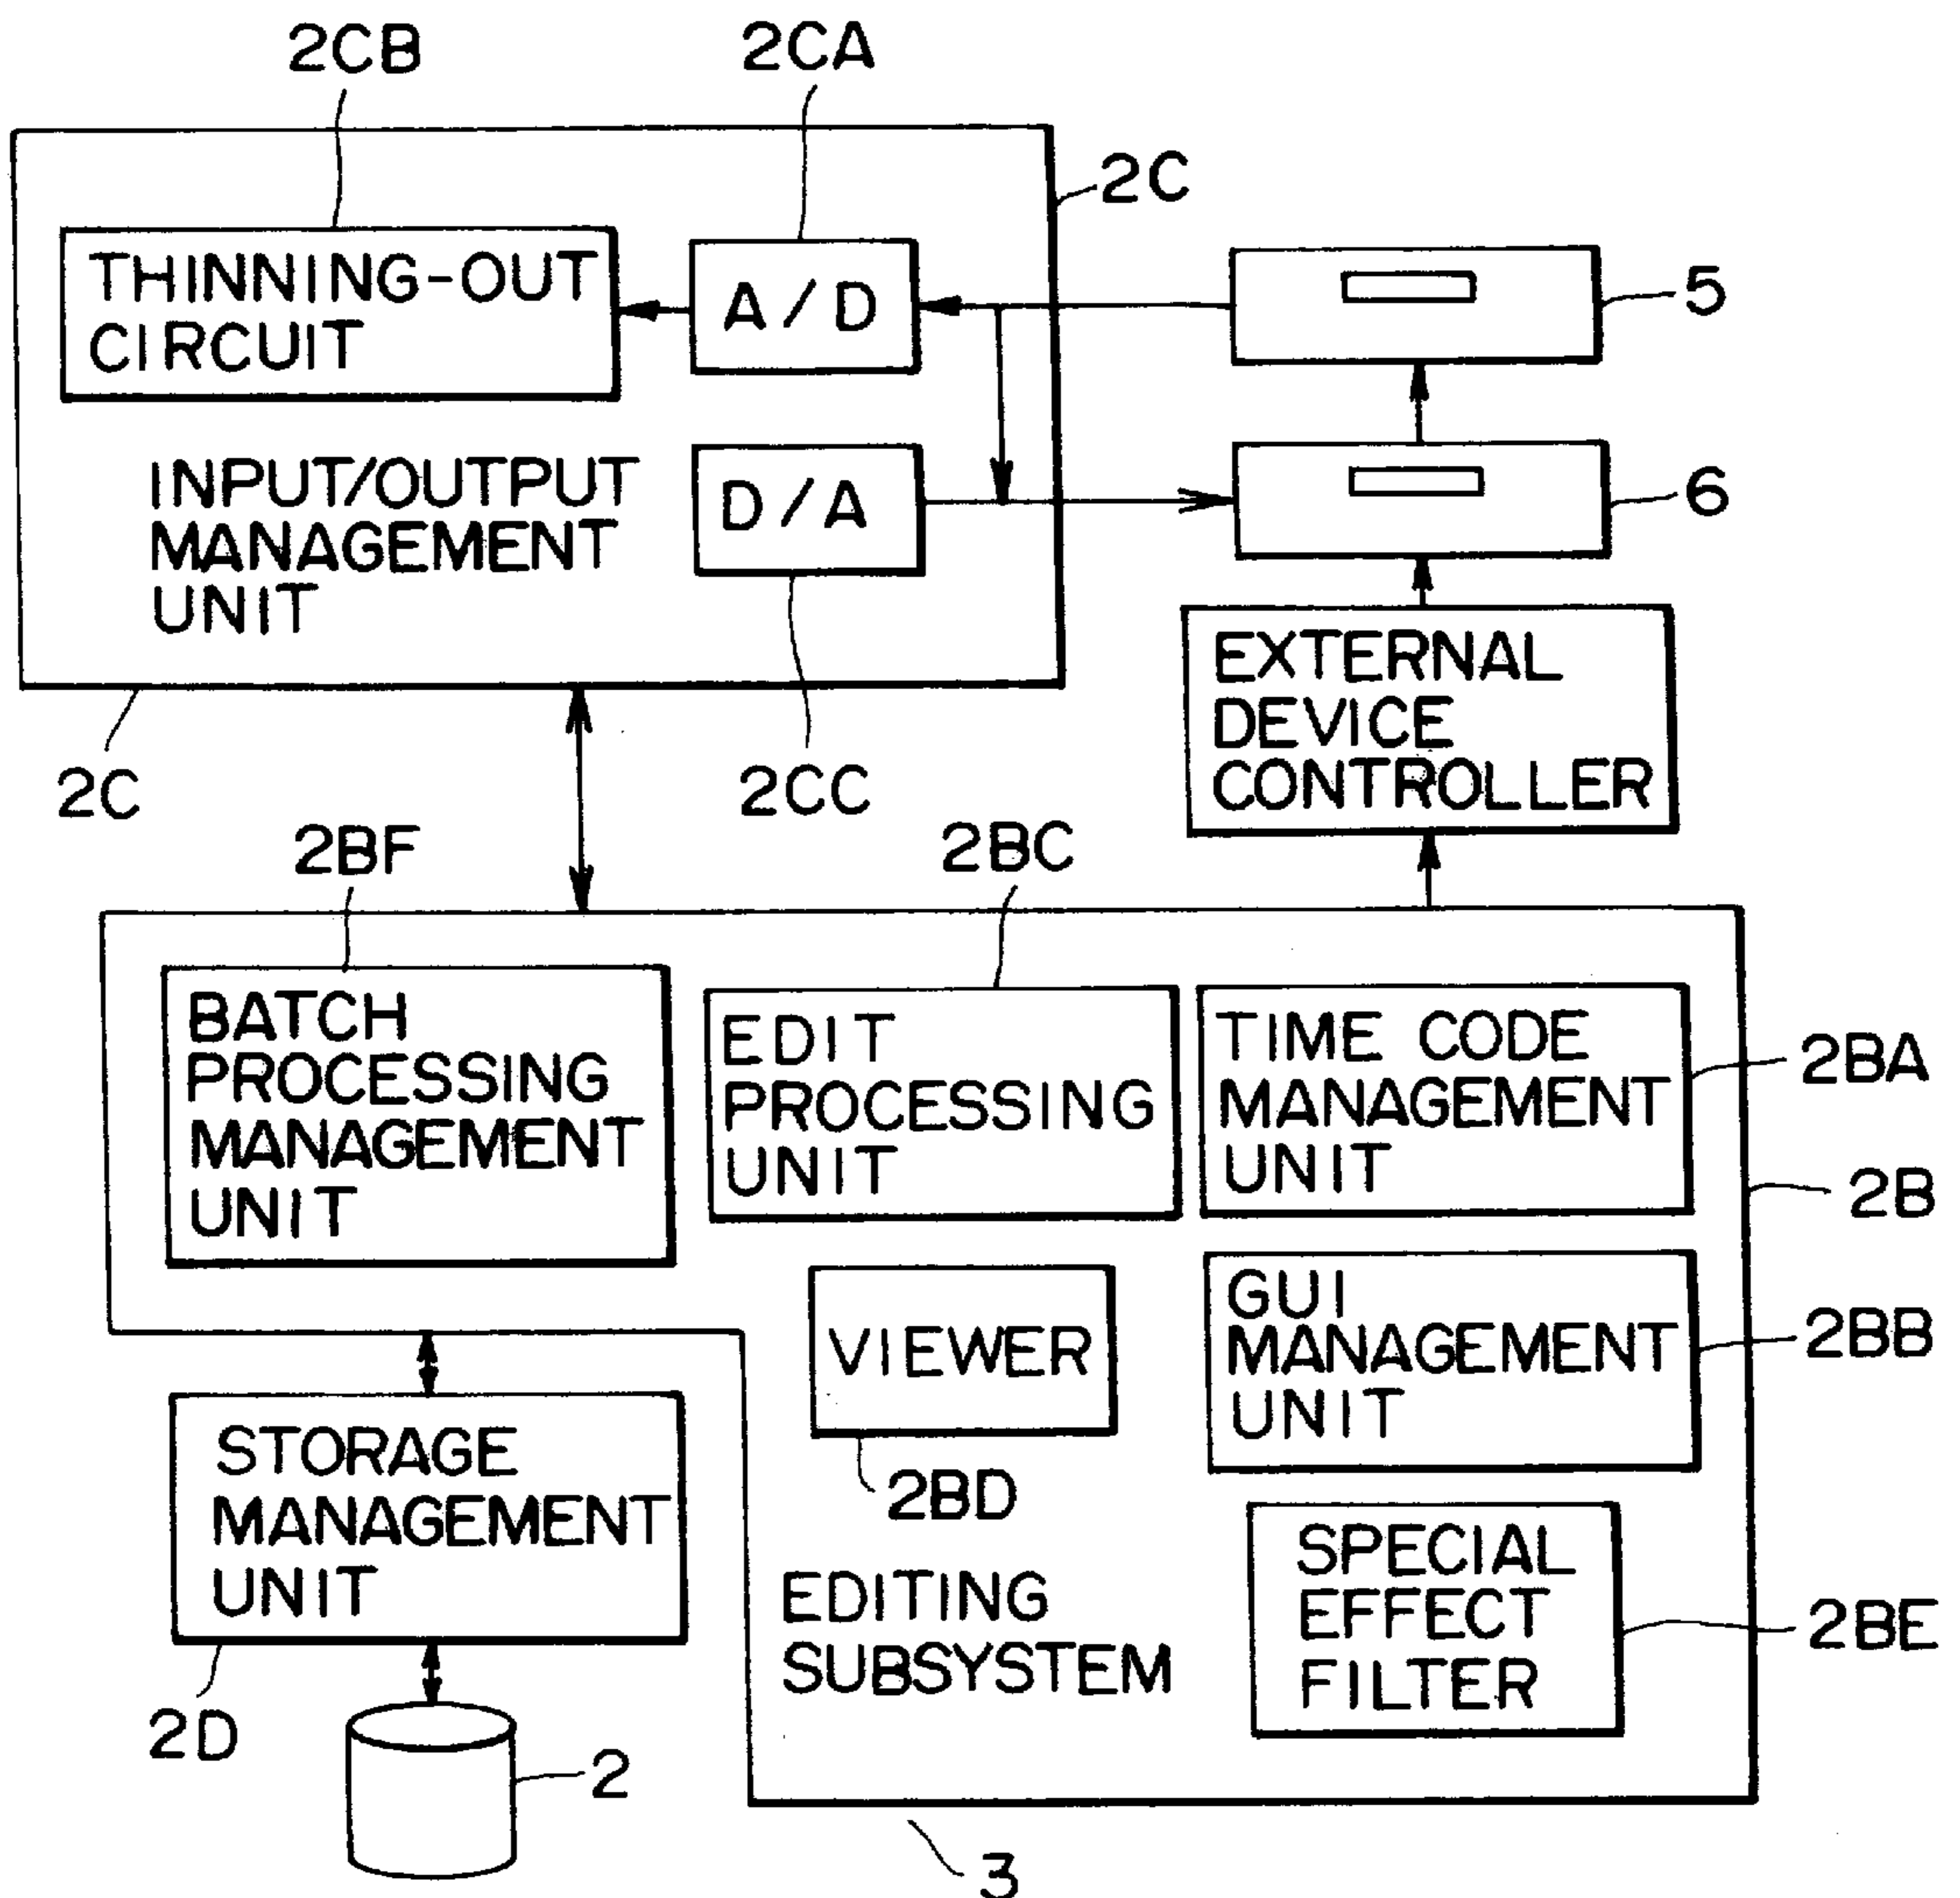 2CB
2CA
2C
THINNING-OUT
CIRCUIT
A/D
5
INPUT/OUTPUT
MANAGEMENT
UNIT
D/A
6
EXTERNAL
DEVICE
CONTROLLER
2C
2CC
2BF
2BC
BATCH
PROCESSING
MANAGEMENT
UNIT
EDIT
PROCESSING
UNIT
TIME CODE
MANAGEMENT
UNIT
2BA
2B
VIEWER
2BD
GUI
MANAGEMENT
UNIT
2BB
STORAGE
MANAGEMENT
UNIT
2D
2
EDITING
SUBSYSTEM
SPECIAL
EFFECT
FILTER
2BE
3